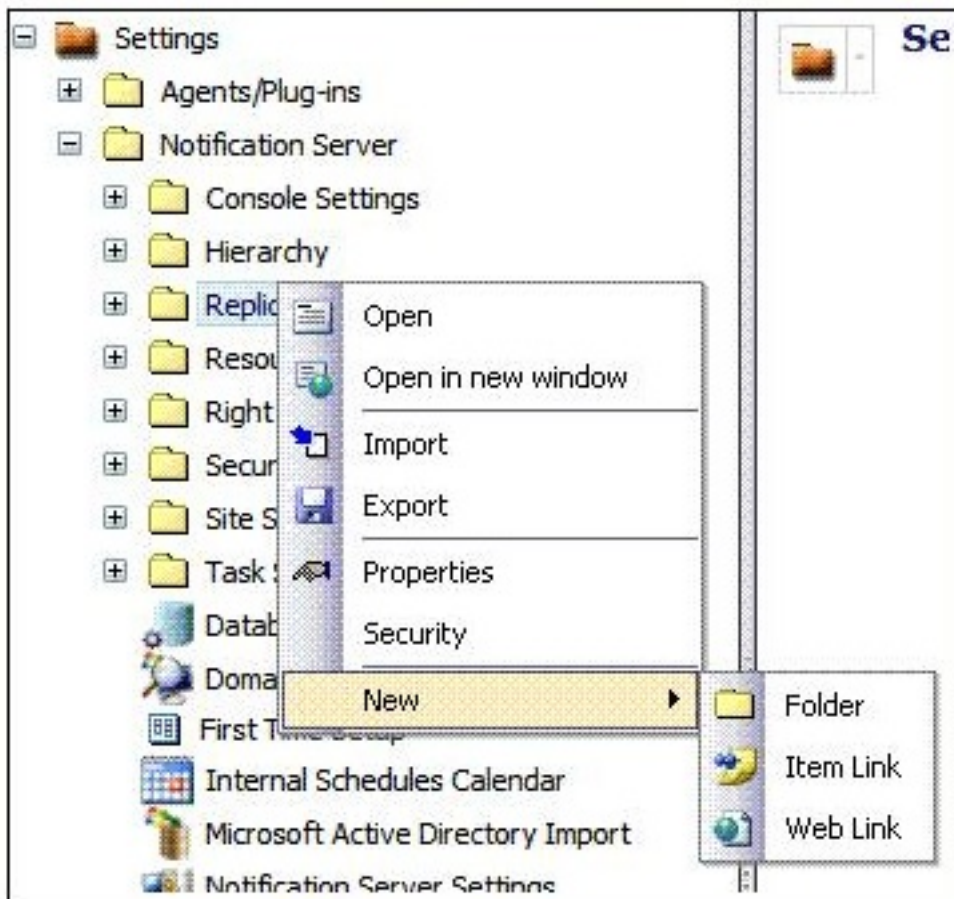 Settings
Se
Agents/Plug-ins
Notification Server
Console Settings
Hierarchy
Replic
Resou
Right
Secur
Site S
Task S
Datab
Doma
First Time Setup
Internal Schedules Calendar
Microsoft Active Directory Import
Notification Server Settings
Open
Open in new window
Import
Export
Properties
Security
New
Folder
Item Link
Web Link